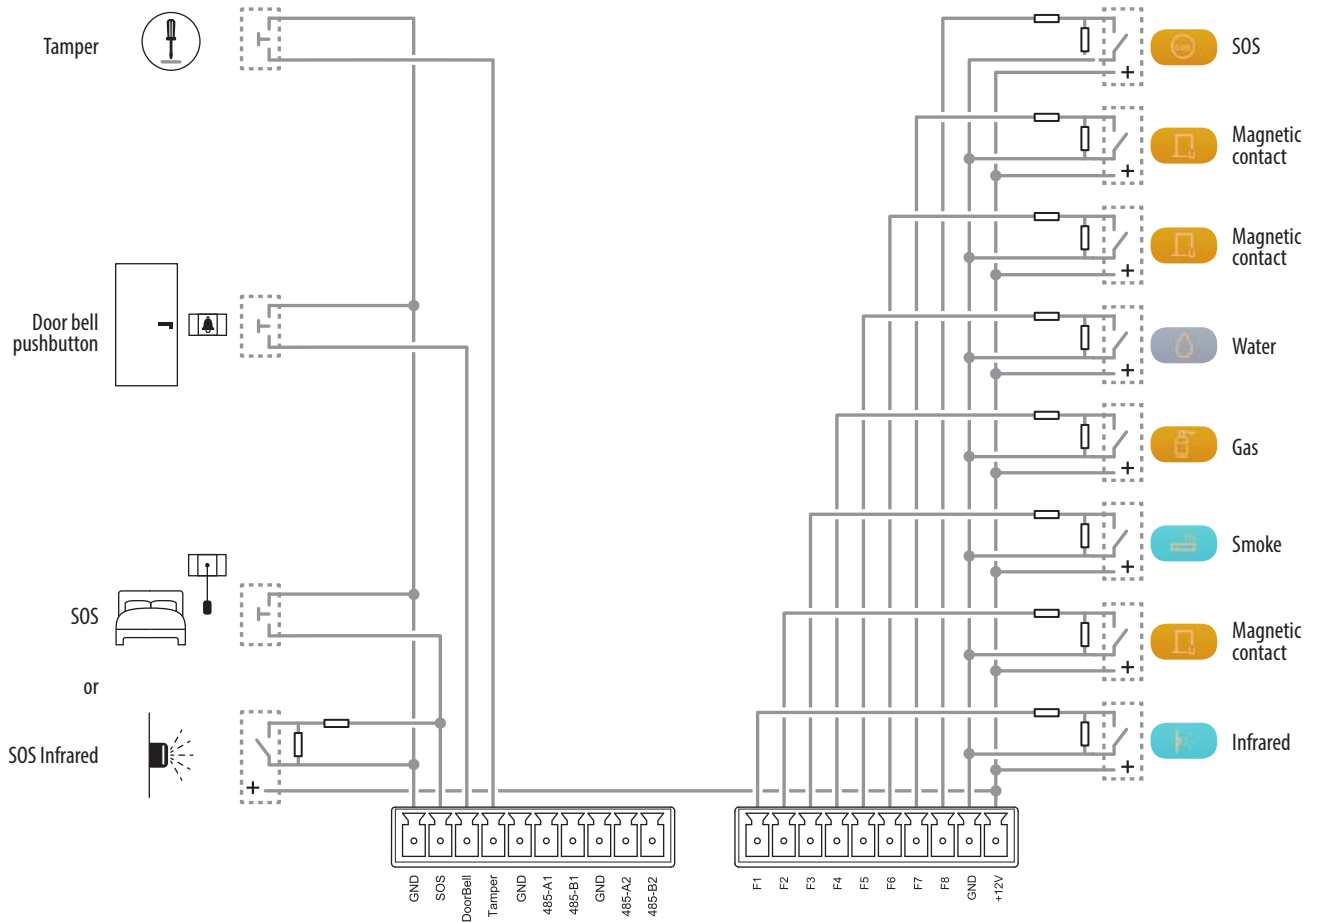 Tamper
Door bell
pushbutton
SOS
or
SOS Infrared
+
SOS
+
Magnetic
contact
+
Magnetic
contact
+
Water
+
Gas
+
Smoke
+
Magnetic
contact
+
Infrared
+
GND
SOS
DoorBell
Tamper
GND
485-A1
485-B1
GND
485-A2
485-B2
F1
F2
F3
F4
F5
F6
F7
F8
GND
+12V